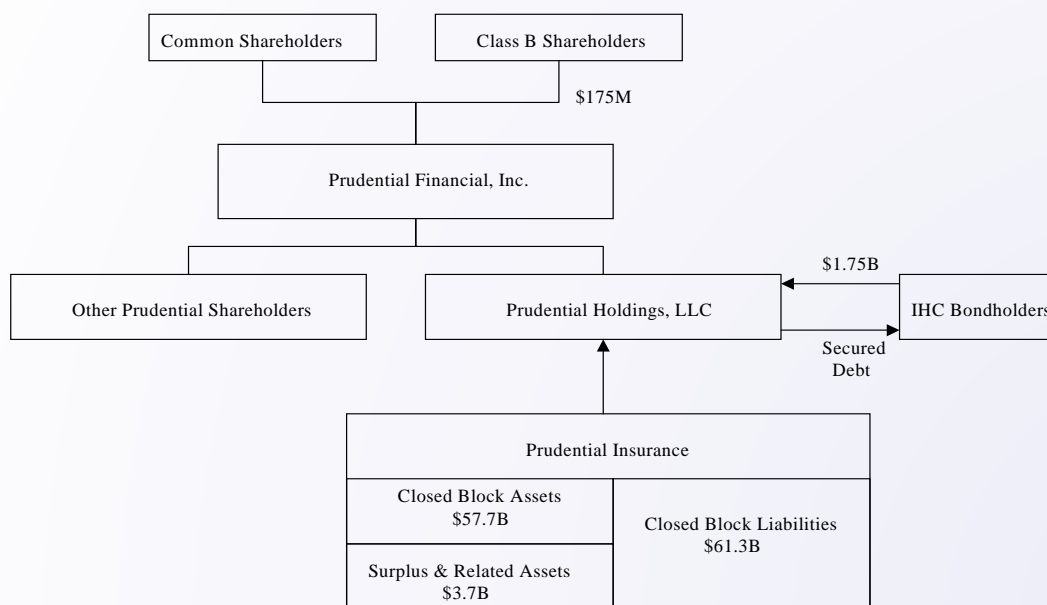 Common Shareholders
Class B Shareholders
$175M
Prudential Financial, Inc.
$1.75B
Other Prudential Shareholders
Prudential Holdings, LLC
IHC Bondholders
Secured
Debt
Prudential Insurance
Closed Block Assets
$57.7B
Closed Block Liabilities
$61.3B
Surplus & Related Assets
$3.7B